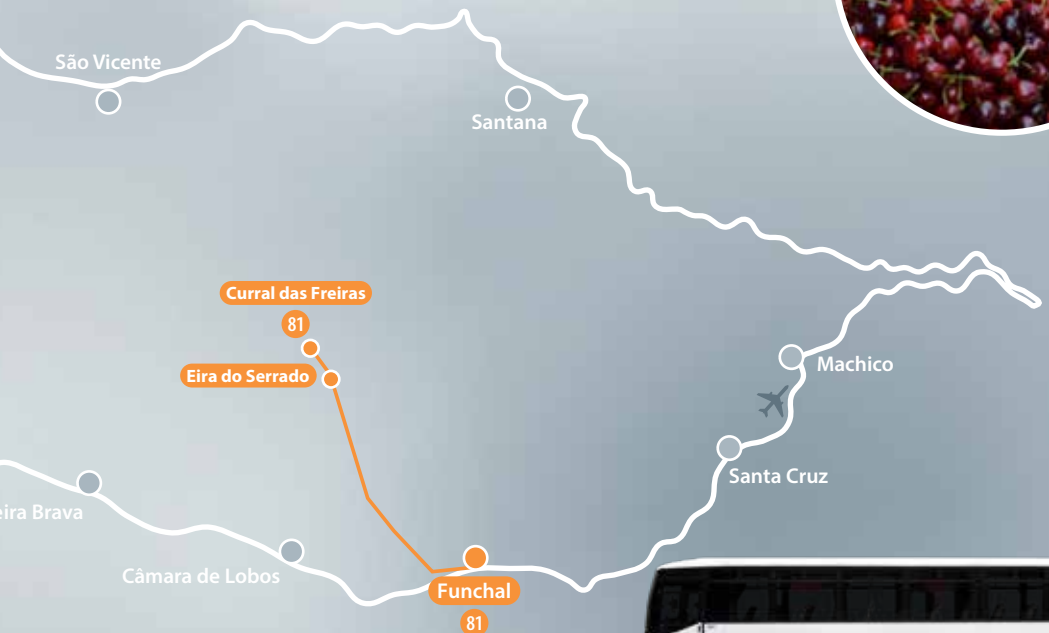 São Vicente
Santana
Curral das Freiras
81
Eira do Serrado
Machico
Santa Cruz
eira Brava
Câmara de Lobos
Funchal
81